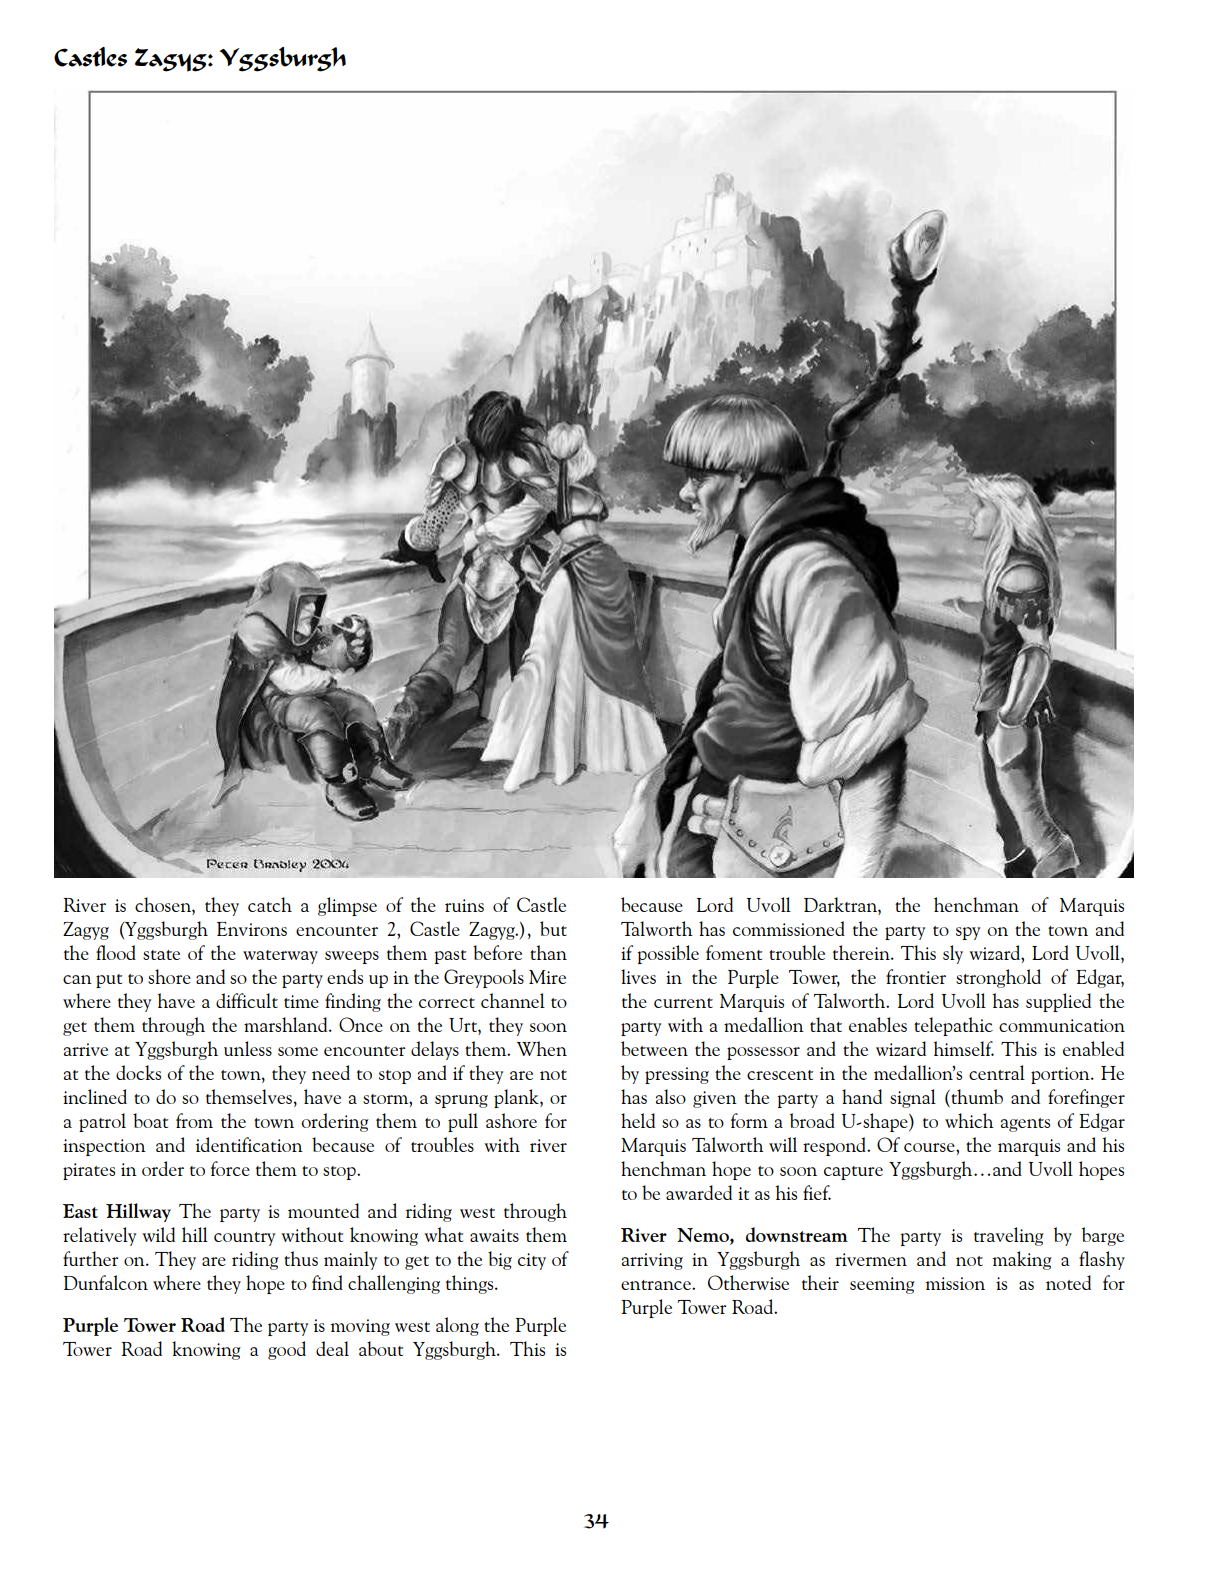 Castles Zagyg: Yggsburgh
Peter Bradley 2004
River is chosen, they catch a glimpse of the ruins of Castle
Zagyg (Yggsburgh Environs encounter 2, Castle Zagyg.), but
the flood state of the waterway sweeps them past before than
can put to shore and so the party ends up in the Greypools Mire
where they have a difficult time finding the correct channel to
get them through the marshland. Once on the Urt, they soon
arrive at Yggsburgh unless some encounter delays them. When
at the docks of the town, they need to stop and if they are not
inclined to do so themselves, have a storm, a sprung plank, or
a patrol boat from the town ordering them to pull ashore for
inspection and identification because of troubles with river
pirates in order to force them to stop.
East Hillway The party is mounted and riding west through
relatively wild hill country without knowing what awaits them
further on. They are riding thus mainly to get to the big city of
Dunfalcon where they hope to find challenging things.
Purple Tower Road The party is moving west along the Purple
Tower Road knowing a good deal about Yggsburgh. This is
because Lord Uvoll Darktran, the henchman of Marquis
Talworth has commissioned the party to spy on the town and
if possible foment trouble therein. This sly wizard, Lord Uvoll,
lives in the Purple Tower, the frontier stronghold of Edgar,
the current Marquis of Talworth. Lord Uvoll has supplied the
party with a medallion that enables telepathic communication
between the possessor and the wizard himself. This is enabled
by pressing the crescent in the medallion's central portion. He
has also given the party a hand signal (thumb and forefinger
held so as to form a broad U-shape) to which agents of Edgar
Marquis Talworth will respond. Of course, the marquis and his
henchman hope to soon capture Yggsburgh…and Uvoll hopes
to be awarded it as his fief.
River Nemo, downstream The party is traveling by barge
arriving in Yggsburgh as rivermen and not making a flashy
entrance. Otherwise their seeming mission is as noted for
Purple Tower Road.
34